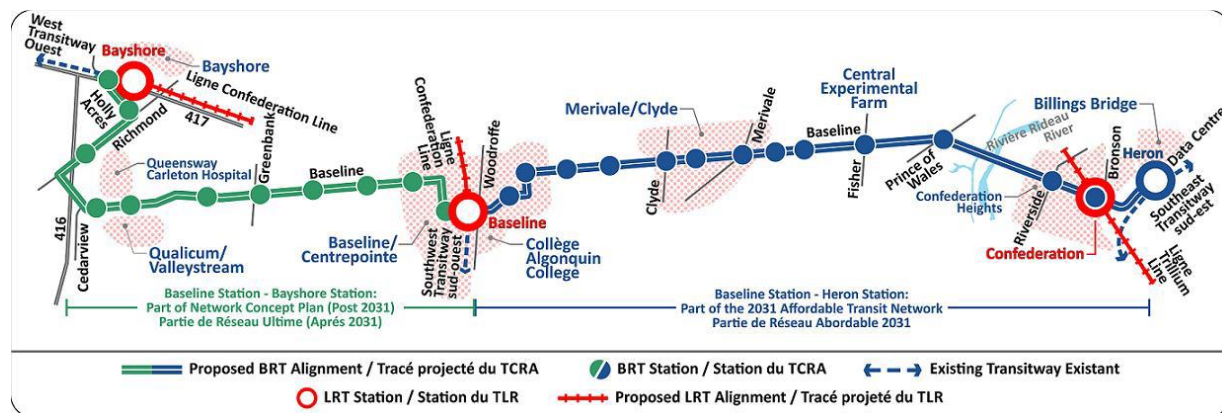 West
Transitway
Ouest
Bayshore
Bayshore
Holly
Acres
Richmond
417
Ligne Confederation Line
Queensway
Carleton Hospital
Greenbank
Baseline
416
Cedarview
Qualicum/
Valleystream
Confederation
Line
Ligne
Woodroffe
Baseline
Baseline/
Centrepointe
Southwest
Transitway
sud-ouest
Collège
Algonquin
College
Merivale/Clyde
Clyde
Merivale
Baseline
Central
Experimental
Farm
Fisher
Prince of
Wales
Rivière Rideau
River
Confederation
Heights
Riverside
Confederation
Bronson
Billings Bridge
Heron
Data Centre
Southeast
Transitway
sud-est
Ligne
Trillium
Line
Baseline Station - Bayshore Station:
Part of Network Concept Plan (Post 2031)
Partie de Réseau Ultime (Aprés 2031)
Baseline Station - Heron Station:
Part of the 2031 Affordable Transit Network
Partie de Réseau Abordable 2031
Proposed BRT Alignment / Tracé projecté du TCRA
BRT Station / Station du TCRA
Existing Transitway Existant
LRT Station / Station du TLR
Proposed LRT Alignment / Tracé projeté du TLR